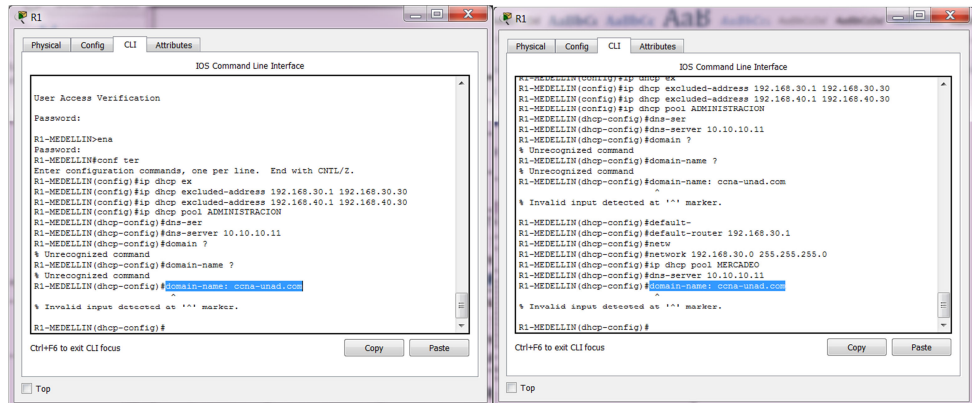 R1
Physical Config CLI Attributes
IOS Command Line Interface
User Access Verification
Password:
R1-MEDELLIN>ena
Password:
R1-MEDELLIN#conf ter
Enter configuration commands, one per line. End with CNTL/Z.
R1-MEDELLIN(config)#ip dhcp ex
R1-MEDELLIN(config)#ip dhcp excluded-address 192.168.30.1 192.168.30.30
R1-MEDELLIN(config)#ip dhcp excluded-address 192.168.40.1 192.168.40.30
R1-MEDELLIN(config)#ip dhcp pool ADMINISTRACION
R1-MEDELLIN(dhcp-config)#dns-ser
R1-MEDELLIN(dhcp-config)#dns-server 10.10.10.11
R1-MEDELLIN(dhcp-config)#domain ?
% Unrecognized command
R1-MEDELLIN(dhcp-config)#domain-name ?
% Unrecognized command
R1-MEDELLIN(dhcp-config)#domain-name: ccna-unad.com
^
% Invalid input detected at '^' marker.
R1-MEDELLIN(dhcp-config)#
Ctrl+F6 to exit CLI focus
Copy Paste
Top
R1
Physical Config CLI Attributes
IOS Command Line Interface
R1-MEDELLIN(config)#ip dhcp ex
R1-MEDELLIN(config)#ip dhcp excluded-address 192.168.30.1 192.168.30.30
R1-MEDELLIN(config)#ip dhcp excluded-address 192.168.40.1 192.168.40.30
R1-MEDELLIN(config)#ip dhcp pool ADMINISTRACION
R1-MEDELLIN(dhcp-config)#dns-ser
R1-MEDELLIN(dhcp-config)#dns-server 10.10.10.11
R1-MEDELLIN(dhcp-config)#domain ?
% Unrecognized command
R1-MEDELLIN(dhcp-config)#domain-name ?
% Unrecognized command
R1-MEDELLIN(dhcp-config)#domain-name: ccna-unad.com
^
% Invalid input detected at '^' marker.
R1-MEDELLIN(dhcp-config)#default-
R1-MEDELLIN(dhcp-config)#default-router 192.168.30.1
R1-MEDELLIN(dhcp-config)#netw
R1-MEDELLIN(dhcp-config)#network 192.168.30.0 255.255.255.0
R1-MEDELLIN(dhcp-config)#ip dhcp pool MERCADEO
R1-MEDELLIN(dhcp-config)#dns-server 10.10.10.11
R1-MEDELLIN(dhcp-config)#domain-name: ccna-unad.com
^
% Invalid input detected at '^' marker.
R1-MEDELLIN(dhcp-config)#
Ctrl+F6 to exit CLI focus
Copy Paste
Top